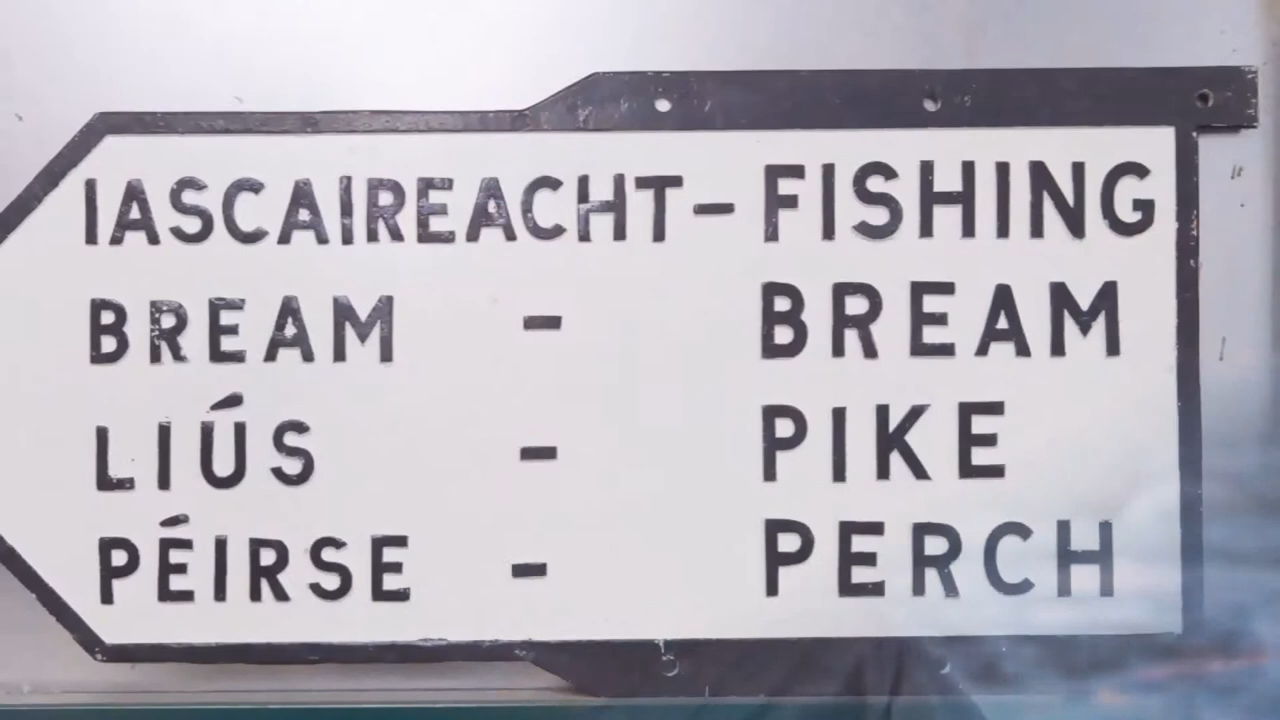 IASCAIREACHT - FISHING
BREAM - BREAM
LIÚS - PIKE
PÉIRSE - PERCH